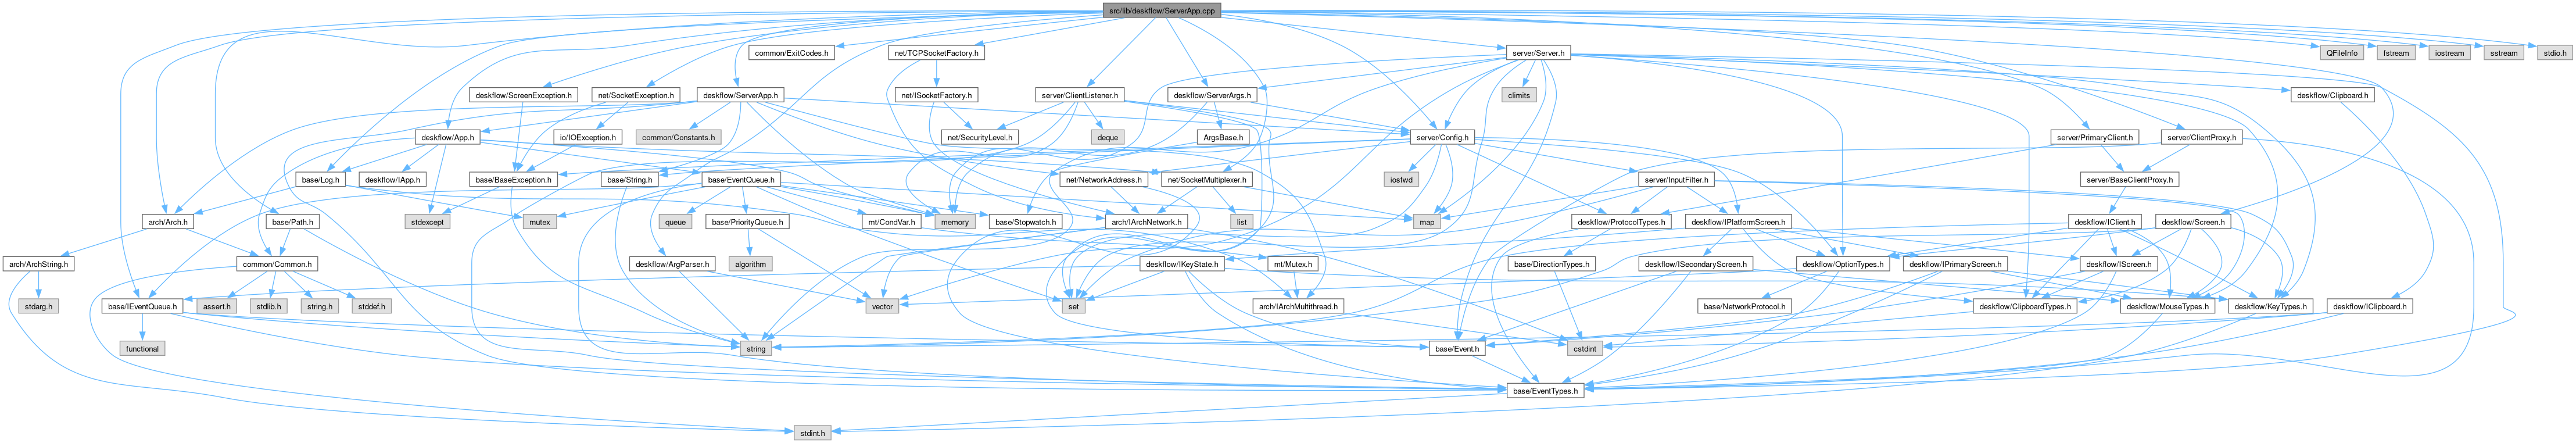 src/lib/deskflow/ServerApp.cpp
common/ExitCodes.h
net/TCPSocketFactory.h
server/Server.h
QFileInfo
fstream
iostream
sstream
stdio.h
deskflow/ScreenException.h
net/SocketException.h
deskflow/ServerApp.h
net/ISocketFactory.h
server/ClientListener.h
deskflow/ServerArgs.h
climits
deskflow/Clipboard.h
deskflow/App.h
io/IOException.h
common/Constants.h
net/SecurityLevel.h
deque
ArgsBase.h
server/Config.h
server/PrimaryClient.h
server/ClientProxy.h
base/Log.h
deskflow/IApp.h
base/BaseException.h
base/String.h
base/EventQueue.h
net/NetworkAddress.h
net/SocketMultiplexer.h
iosfwd
server/InputFilter.h
server/BaseClientProxy.h
arch/Arch.h
base/Path.h
stdexcept
mutex
queue
base/PriorityQueue.h
mt/CondVar.h
memory
base/Stopwatch.h
arch/IArchNetwork.h
list
map
deskflow/ProtocolTypes.h
deskflow/IPlatformScreen.h
deskflow/IClient.h
deskflow/Screen.h
arch/ArchString.h
common/Common.h
deskflow/ArgParser.h
algorithm
deskflow/IKeyState.h
mt/Mutex.h
base/DirectionTypes.h
deskflow/ISecondaryScreen.h
deskflow/OptionTypes.h
deskflow/IPrimaryScreen.h
deskflow/IScreen.h
stdarg.h
base/IEventQueue.h
assert.h
stdlib.h
string.h
stddef.h
vector
set
arch/IArchMultithread.h
base/NetworkProtocol.h
deskflow/ClipboardTypes.h
deskflow/MouseTypes.h
deskflow/KeyTypes.h
deskflow/IClipboard.h
functional
string
base/Event.h
cstdint
base/EventTypes.h
stdint.h